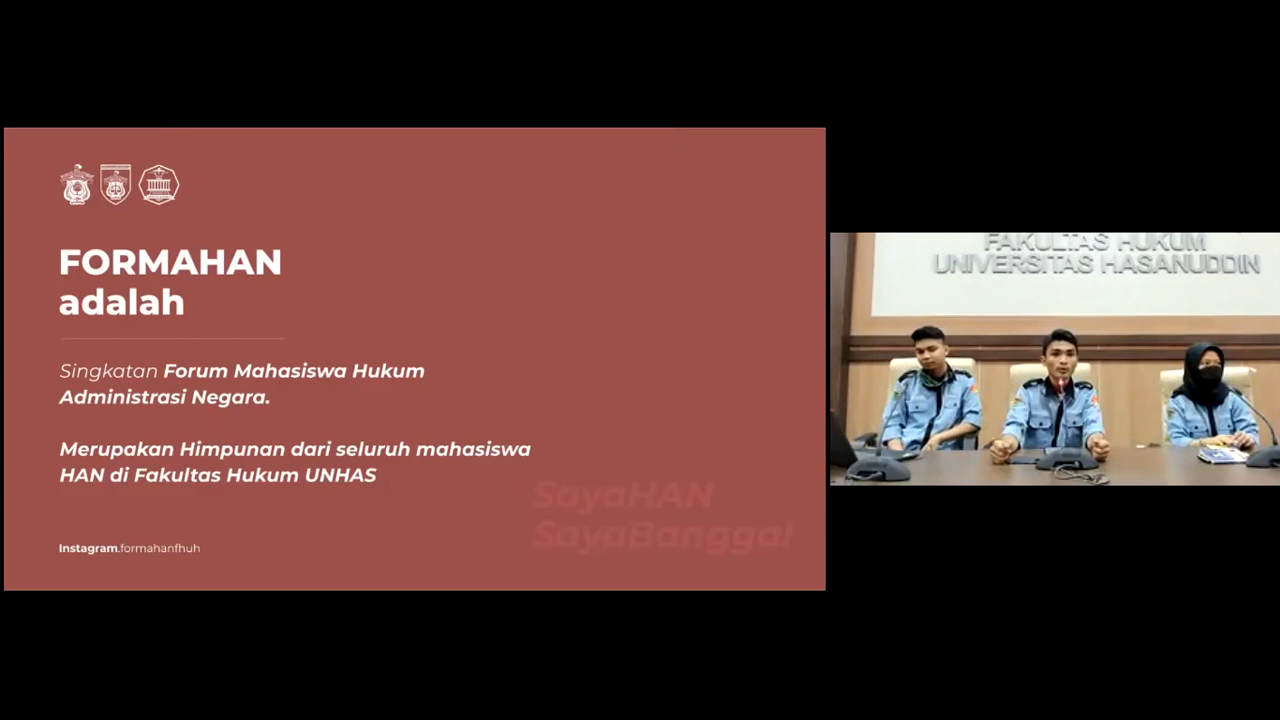 FORMAHAN
adalah
Singkatan Forum Mahasiswa Hukum
Administrasi Negara.
Merupakan Himpunan dari seluruh mahasiswa
HAN di Fakultas Hukum UNHAS
SayaHAN
SayaBangga!
Instagram.formahanfhuh
FAKULTAS HUKUM
UNIVERSITAS HASANUDDIN